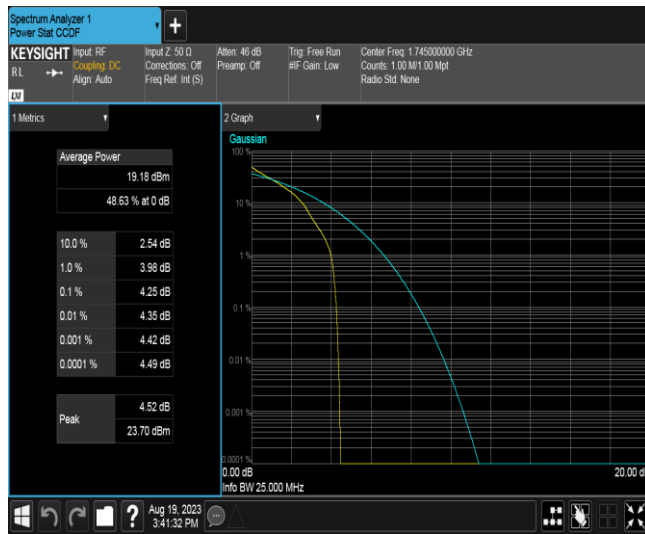 Spectrum Analyzer 1
Power Stat CCDF
+
KEYSIGHT
RL
LXI
Input: RF
Coupling: DC
Align: Auto
Input Z: 50 Ω
Corrections: Off
Freq Ref: Int (S)
Atten: 46 dB
Preamp: Off
Trig: Free Run
#IF Gain: Low
Center Freq: 1.745000000 GHz
Counts: 1.00 M/1.00 Mpt
Radio Std: None
1 Metrics
Average Power
19.18 dBm
48.63 % at 0 dB
10.0 % 2.54 dB
1.0 % 3.98 dB
0.1 % 4.25 dB
0.01 % 4.35 dB
0.001 % 4.42 dB
0.0001 % 4.49 dB
Peak
4.52 dB
23.70 dBm
2 Graph
Gaussian
100 %
10 %
1 %
0.1 %
0.01 %
0.001 %
0.0001 %
0.00 dB
20.00 d
Info BW 25.000 MHz
?
Aug 19, 2023
3:41:32 PM